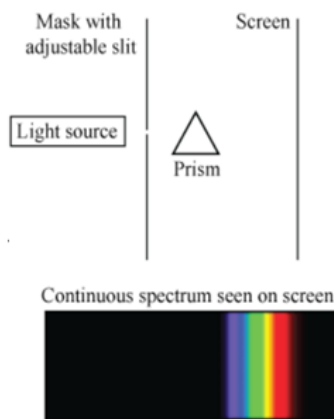 Mask with
adjustable slit
Screen
Light source
Prism
Continuous spectrum seen on screen